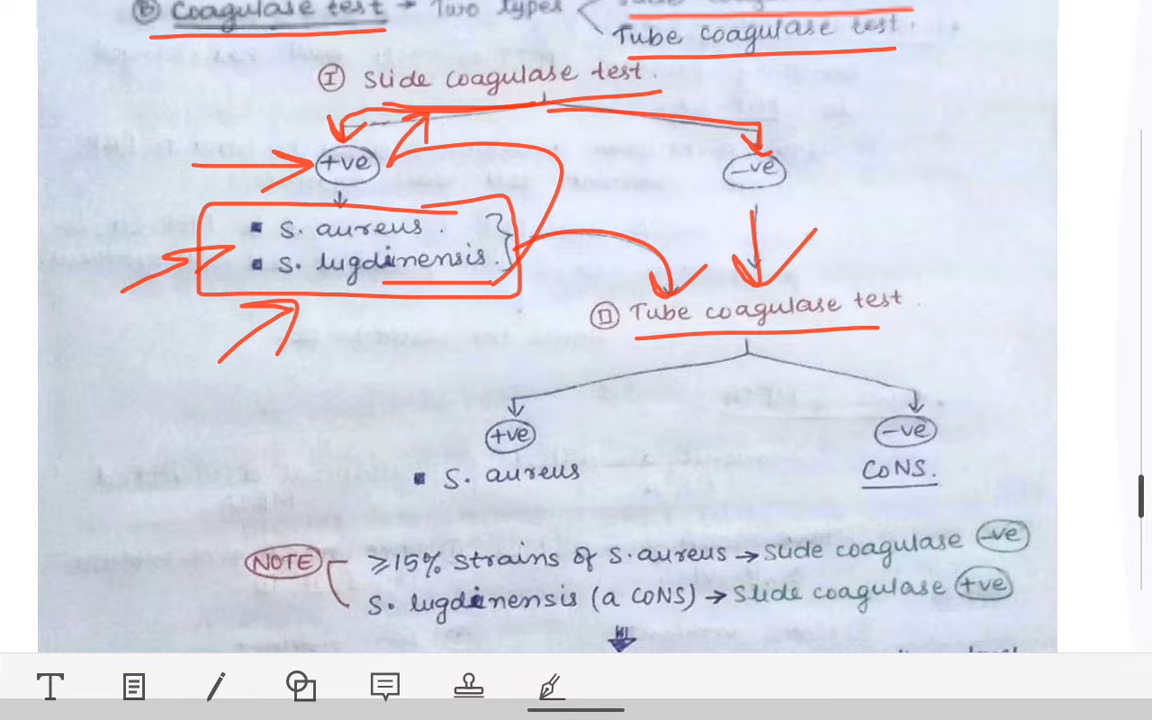 ⓑ Coagulase test → Two types
Tube coagulase test.
Ⓘ Slide coagulase test.
+ve
-ve
▪ S. aureus.
▪ S. lugdinensis.
Ⅱ Tube coagulase test.
+ve
-ve
▪ S. aureus
CONS.
NOTE
≥15% strains of S. aureus → Slide coagulase -ve
S. lugdinensis (a CONS) → Slide coagulase +ve
T